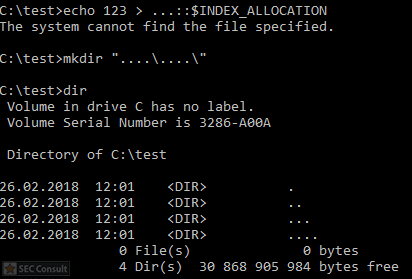 C:\test>echo 123 > ...::$INDEX_ALLOCATION
The system cannot find the file specified.
C:\test>mkdir "....\....\"
C:\test>dir
 Volume in drive C has no label.
 Volume Serial Number is 3286-A00A
 Directory of C:\test
26.02.2018  12:01    <DIR>          .
26.02.2018  12:01    <DIR>          ..
26.02.2018  12:01    <DIR>          ...
26.02.2018  12:01    <DIR>          ....
               0 File(s)              0 bytes
               4 Dir(s)  30 868 905 984 bytes free
SEC Consult